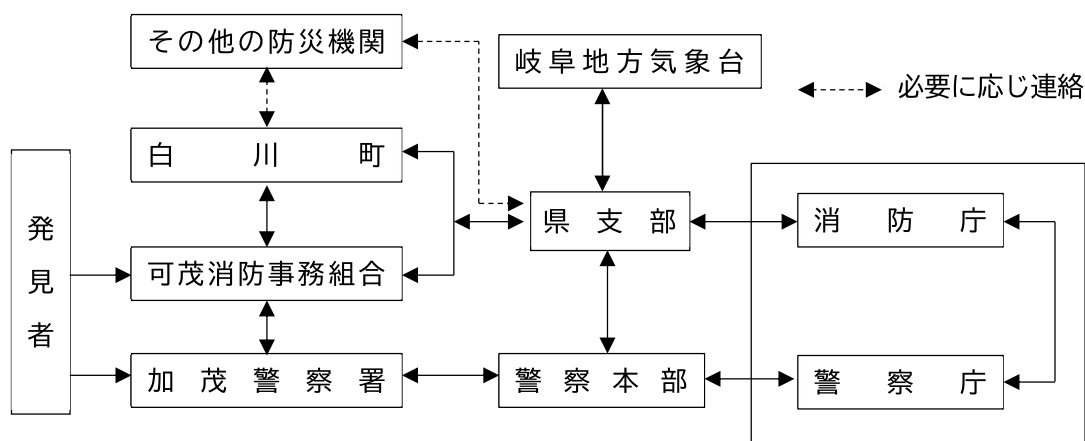 その他の防災機関
岐阜地方気象台
必要に応じ連絡
白川町
発見者
県支部
消防庁
可茂消防事務組合
加茂警察署
警察本部
警察庁